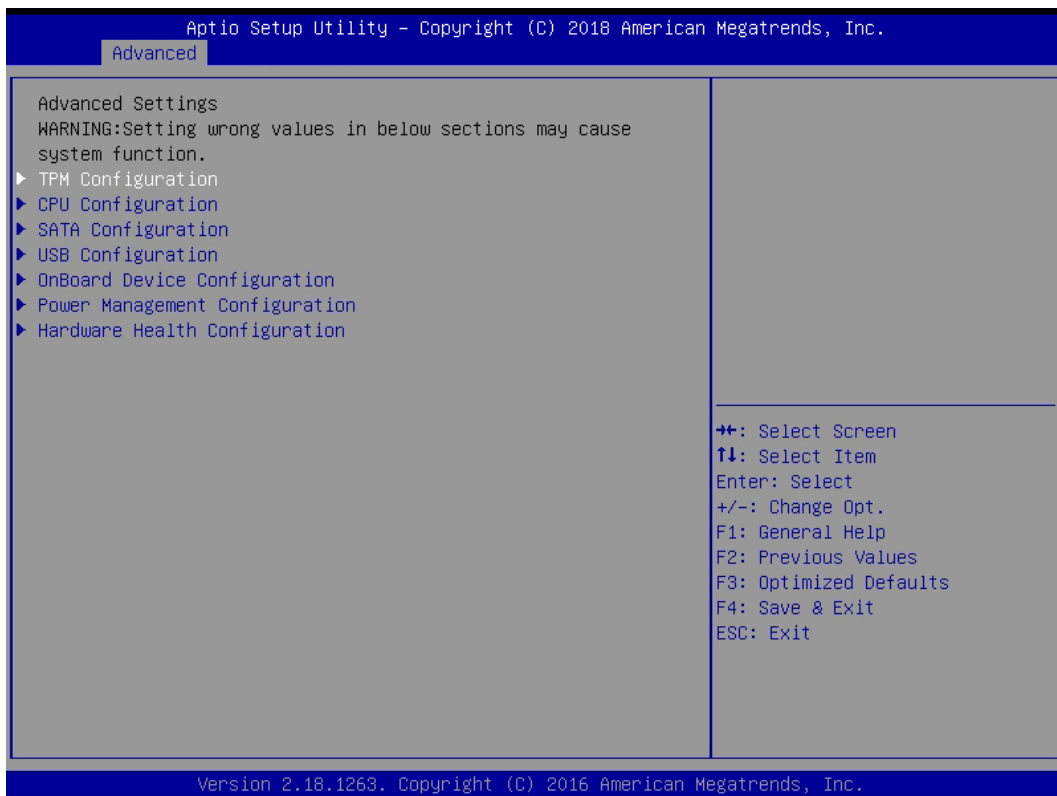 Aptio Setup Utility – Copyright (C) 2018 American Megatrends, Inc.
Advanced
Advanced Settings
WARNING:Setting wrong values in below sections may cause
system function.
▶ TPM Configuration
▶ CPU Configuration
▶ SATA Configuration
▶ USB Configuration
▶ OnBoard Device Configuration
▶ Power Management Configuration
▶ Hardware Health Configuration
→←: Select Screen
↑↓: Select Item
Enter: Select
+/-: Change Opt.
F1: General Help
F2: Previous Values
F3: Optimized Defaults
F4: Save & Exit
ESC: Exit
Version 2.18.1263. Copyright (C) 2016 American Megatrends, Inc.